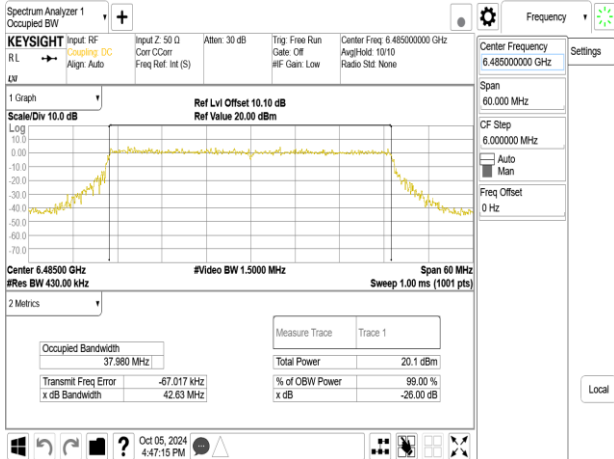 Spectrum Analyzer 1
Occupied BW
Frequency
KEYSIGHT
RL
LXI
Input: RF
Coupling: DC
Align: Auto
Input Z: 50 Ω
Corr CCorr
Freq Ref: Int (S)
Atten: 30 dB
Trig: Free Run
Gate: Off
#IF Gain: Low
Center Freq: 6.485000000 GHz
Avg|Hold: 10/10
Radio Std: None
Center Frequency
6.485000000 GHz
Settings
Span
60.000 MHz
CF Step
6.000000 MHz
Auto
Man
Freq Offset
0 Hz
Local
1 Graph
Scale/Div 10.0 dB
Ref Lvl Offset 10.10 dB
Ref Value 20.00 dBm
Log
10.0
0.00
-10.0
-20.0
-30.0
-40.0
-50.0
-60.0
-70.0
Center 6.48500 GHz
#Video BW 1.5000 MHz
Span 60 MHz
#Res BW 430.00 kHz
Sweep 1.00 ms (1001 pts)
2 Metrics
Measure Trace Trace 1
Occupied Bandwidth
37.980 MHz
Total Power 20.1 dBm
Transmit Freq Error -67.017 kHz
% of OBW Power 99.00 %
x dB Bandwidth 42.63 MHz
x dB -26.00 dB
Oct 05, 2024
4:47:15 PM